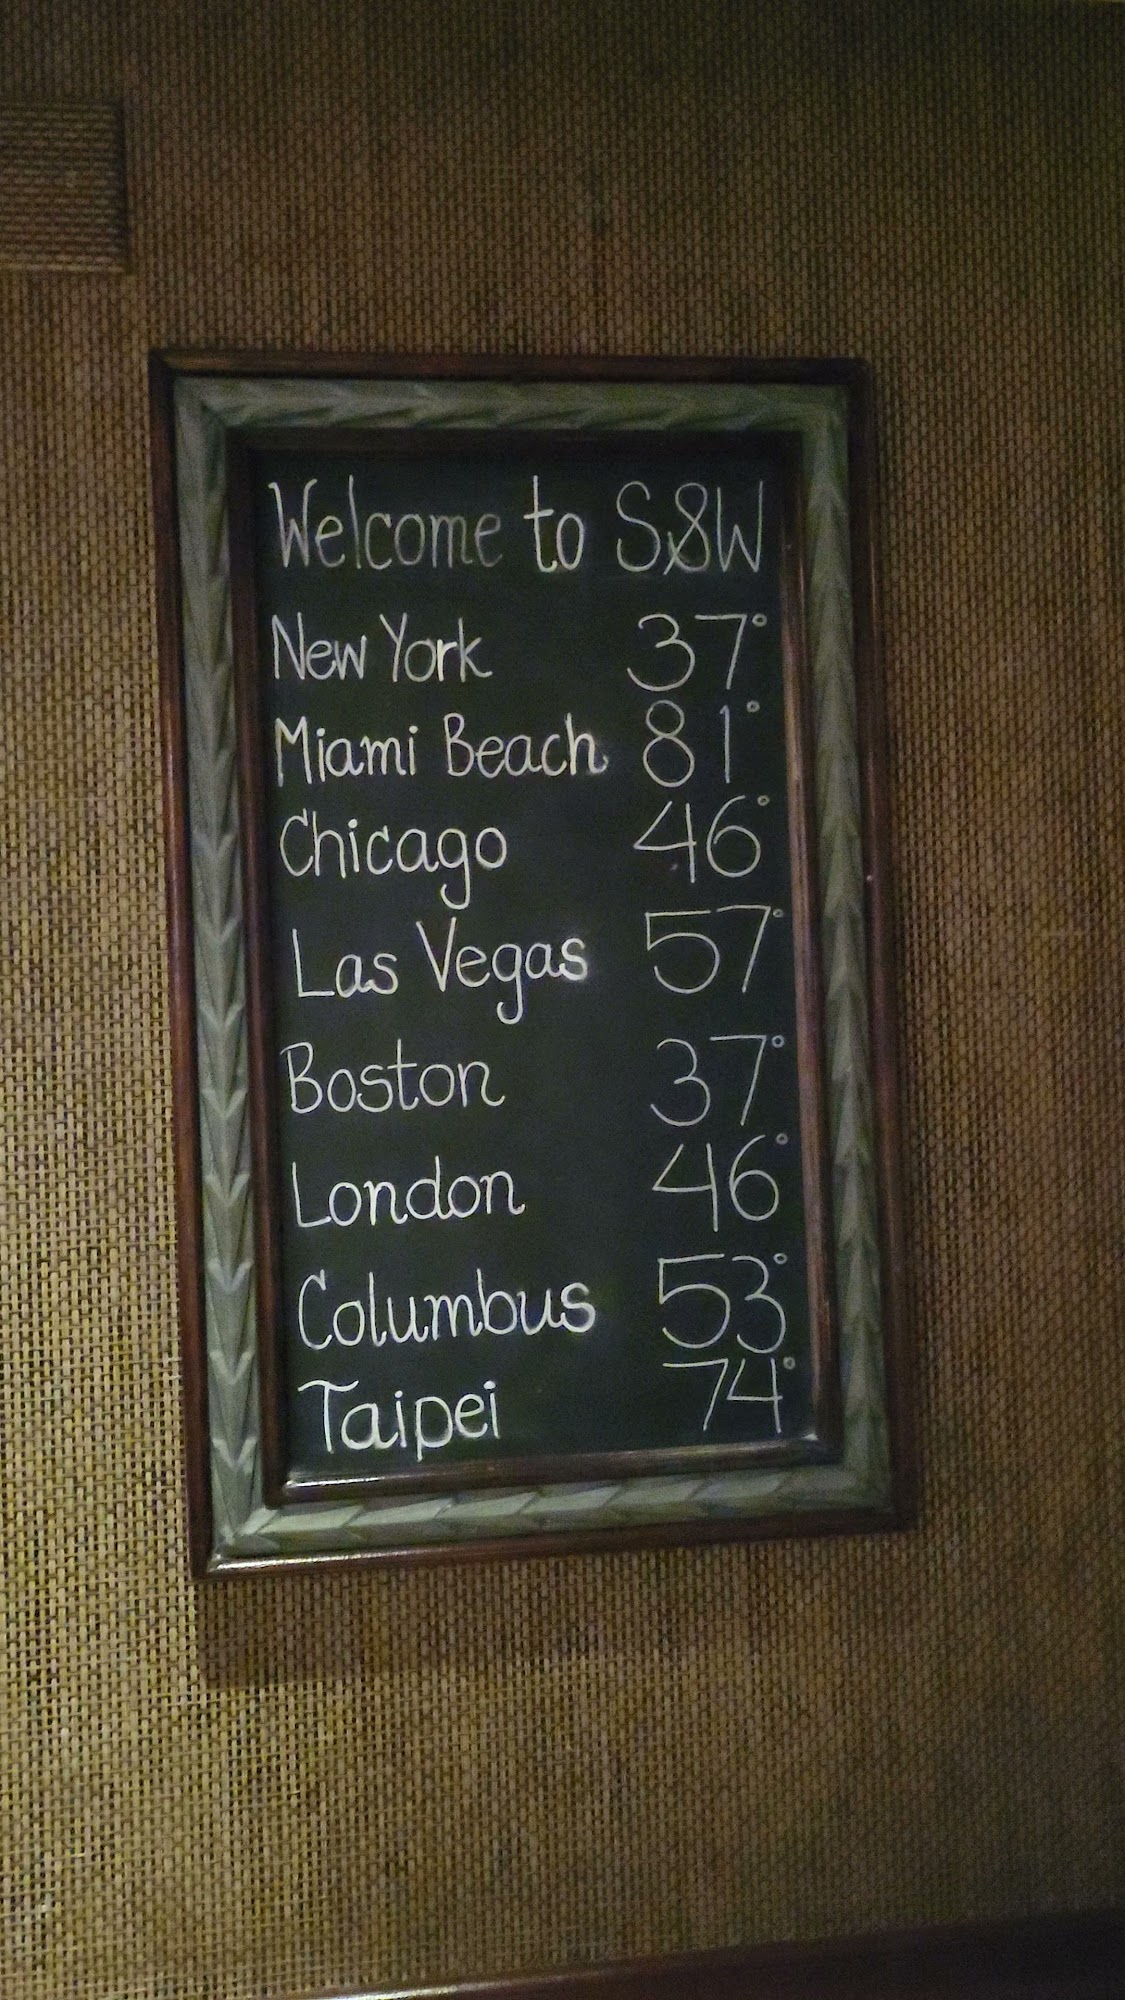 Welcome to S&W
New York 37°
Miami Beach 81°
Chicago 46°
Las Vegas 57°
Boston 37°
London 46°
Columbus 53°
Taipei 74°